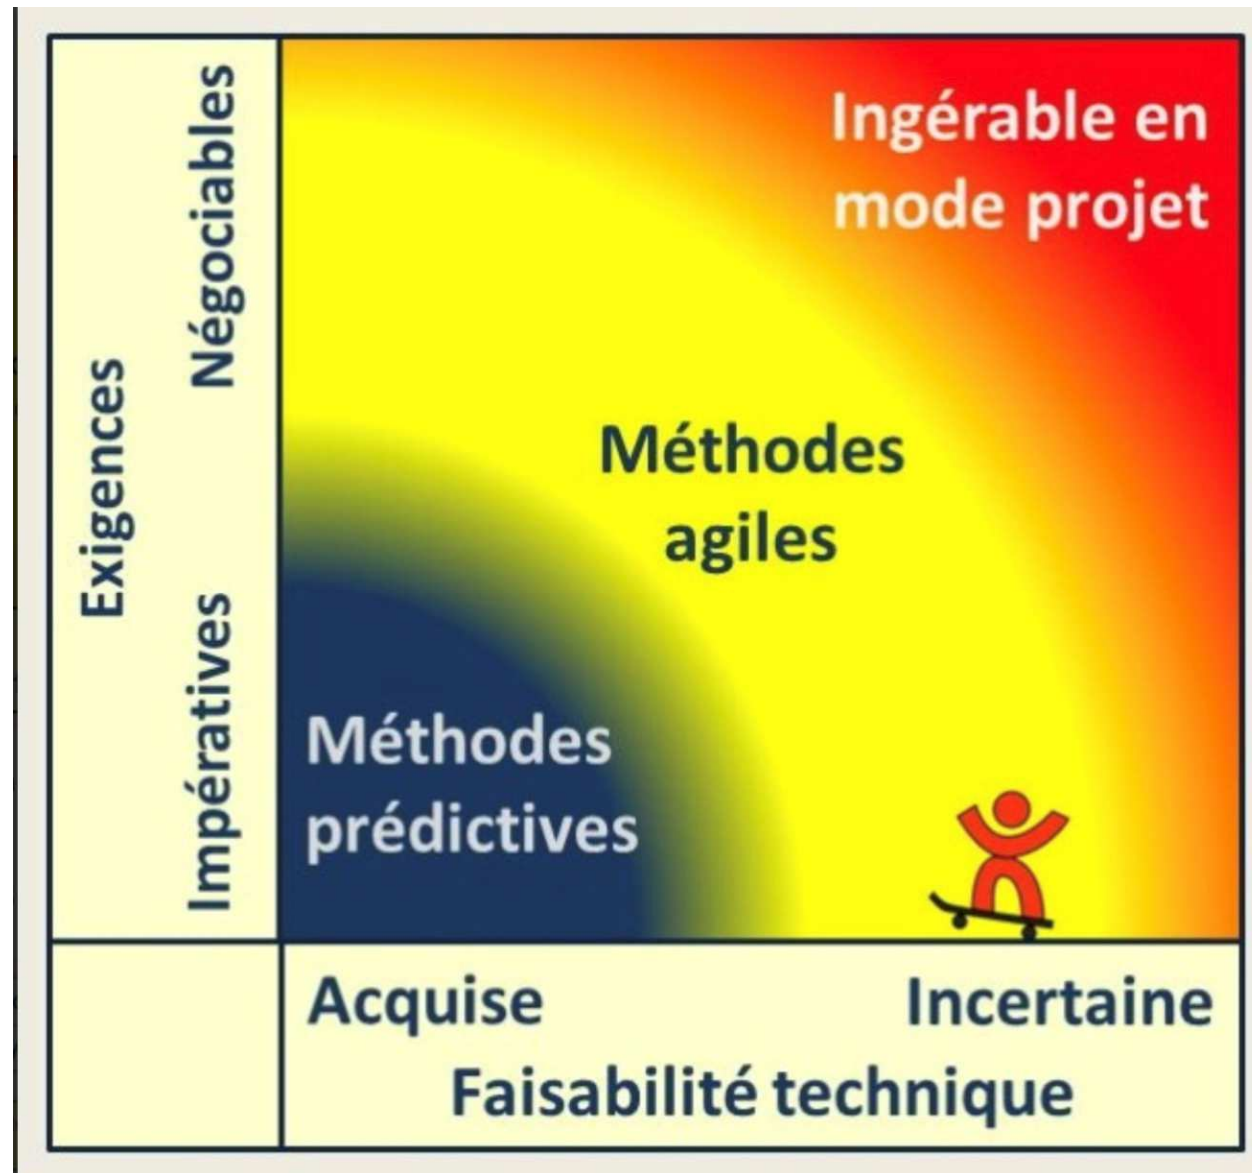 Exigences
Négociables
Impératives
Ingérable en
mode projet
Méthodes
agiles
Méthodes
prédictives
Acquise
Incertaine
Faisabilité technique